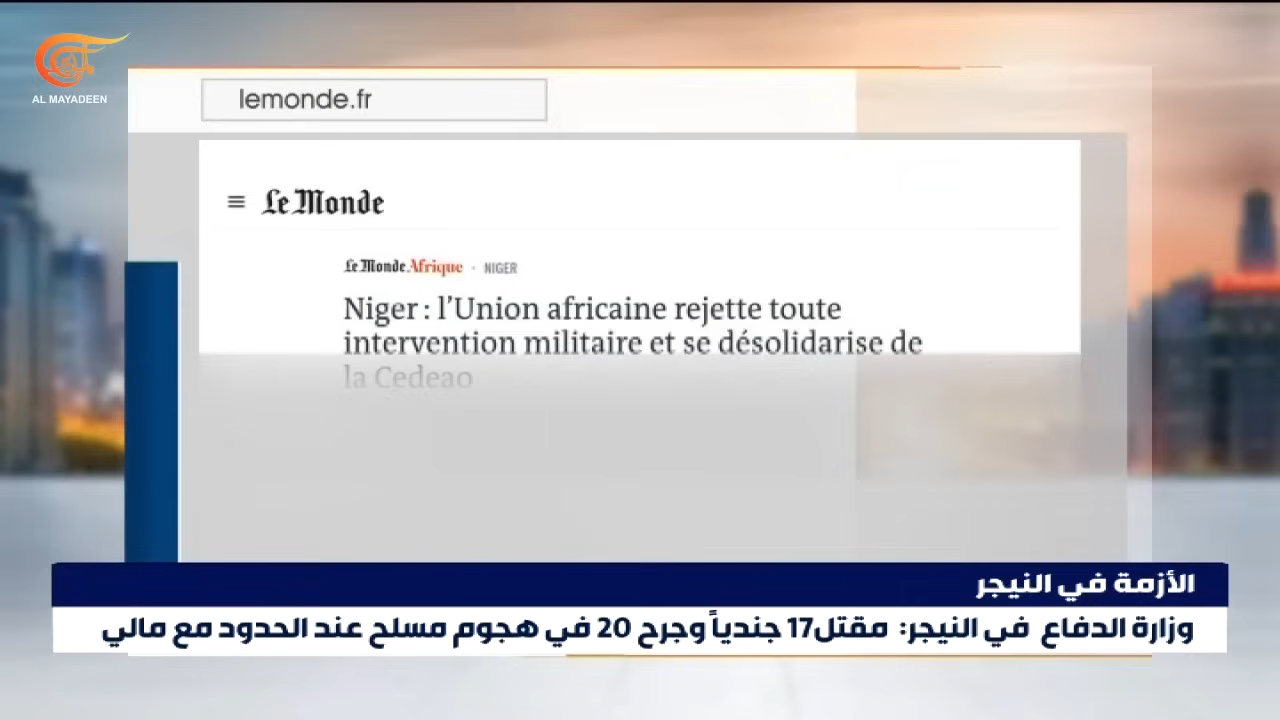 AL MAYADEEN
lemonde.fr
Le Monde
Le Monde Afrique · NIGER
Niger : l'Union africaine rejette toute
intervention militaire et se désolidarise de
la Cedeao
الأزمة في النيجر
وزارة الدفاع في النيجر: مقتل17 جندياً وجرح 20 في هجوم مسلح عند الحدود مع مالي